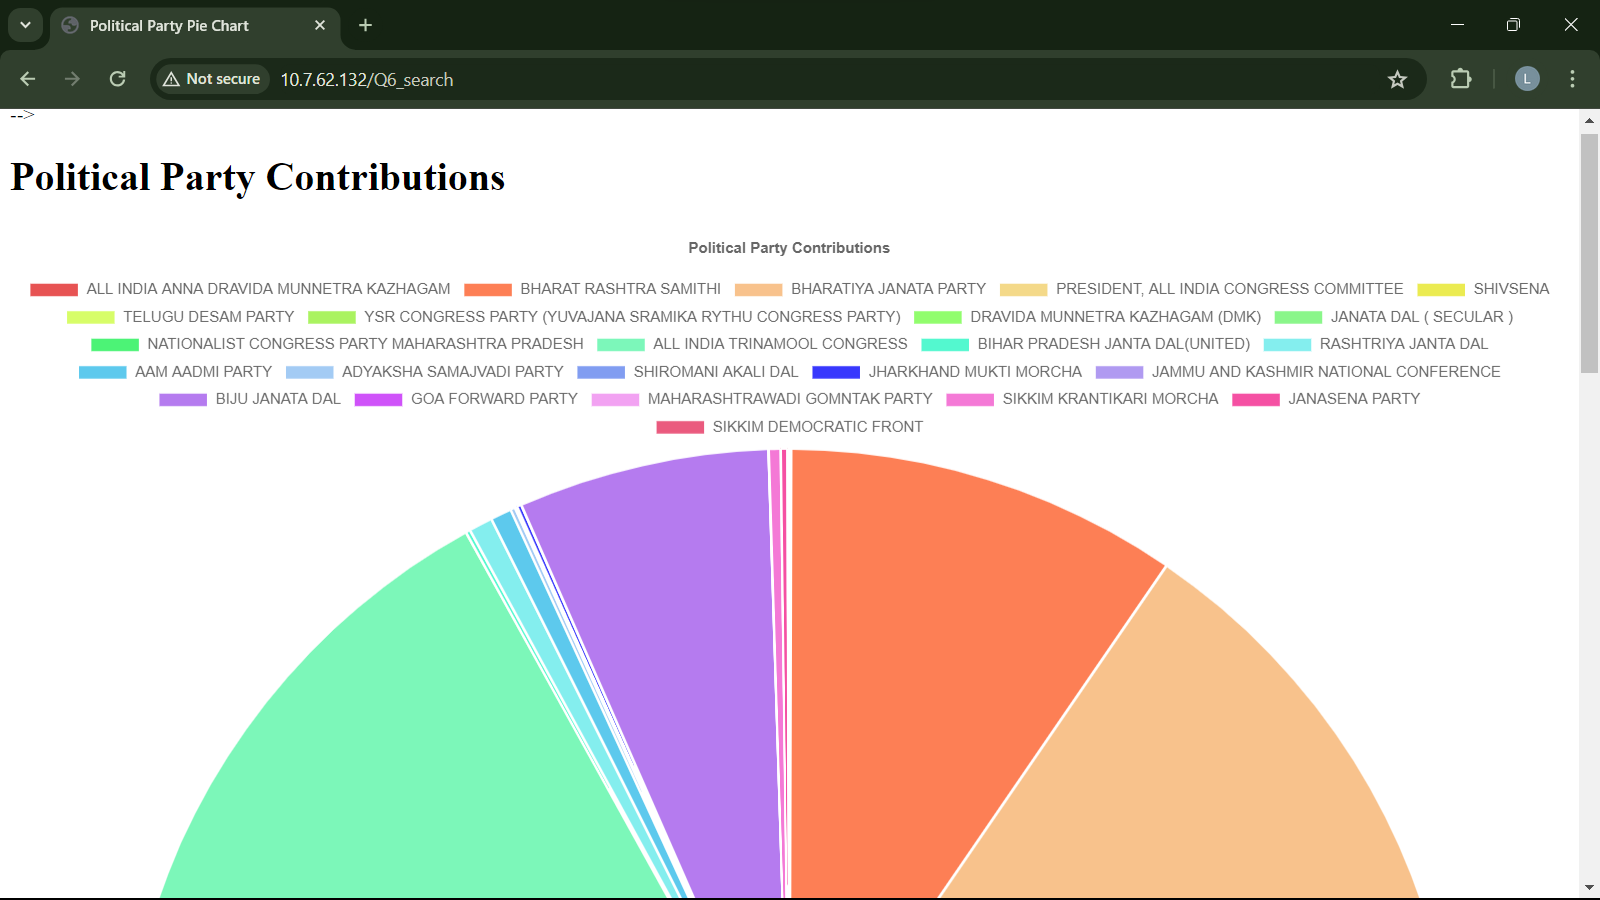 Political Party Pie Chart
Not secure 10.7.62.132/Q6_search L
-->
Political Party Contributions
Political Party Contributions
ALL INDIA ANNA DRAVIDA MUNNETRA KAZHAGAM BHARAT RASHTRA SAMITHI BHARATIYA JANATA PARTY PRESIDENT, ALL INDIA CONGRESS COMMITTEE SHIVSENA
TELUGU DESAM PARTY YSR CONGRESS PARTY (YUVAJANA SRAMIKA RYTHU CONGRESS PARTY) DRAVIDA MUNNETRA KAZHAGAM (DMK) JANATA DAL ( SECULAR )
NATIONALIST CONGRESS PARTY MAHARASHTRA PRADESH ALL INDIA TRINAMOOL CONGRESS BIHAR PRADESH JANTA DAL(UNITED) RASHTRIYA JANTA DAL
AAM AADMI PARTY ADYAKSHA SAMAJVADI PARTY SHIROMANI AKALI DAL JHARKHAND MUKTI MORCHA JAMMU AND KASHMIR NATIONAL CONFERENCE
BIJU JANATA DAL GOA FORWARD PARTY MAHARASHTRAWADI GOMNTAK PARTY SIKKIM KRANTIKARI MORCHA JANASENA PARTY
SIKKIM DEMOCRATIC FRONT